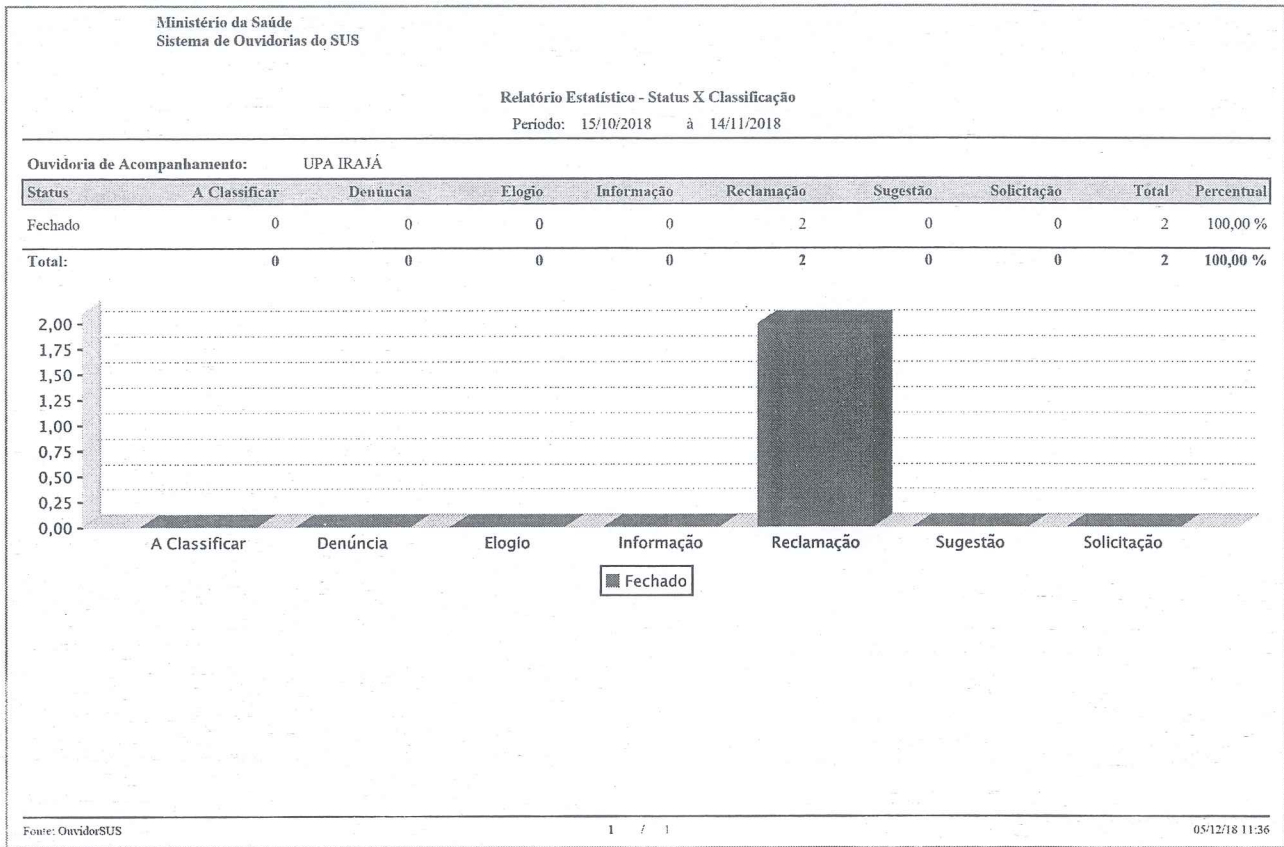 Ministério da Saúde
Sistema de Ouvidorias do SUS
Relatório Estatístico - Status X Classificação
Período: 15/10/2018 à 14/11/2018
Ouvidoria de Acompanhamento: UPA IRAJÁ
Status A Classificar Denúncia Elogio Informação Reclamação Sugestão Solicitação Total Percentual
Fechado 0 0 0 0 2 0 0 2 100,00 %
Total: 0 0 0 0 2 0 0 2 100,00 %
2,00
1,75
1,50
1,25
1,00
0,75
0,50
0,25
0,00
A Classificar Denúncia Elogio Informação Reclamação Sugestão Solicitação
Fechado
Fonte: OuvidorSUS 1 / 1 05/12/18 11:36